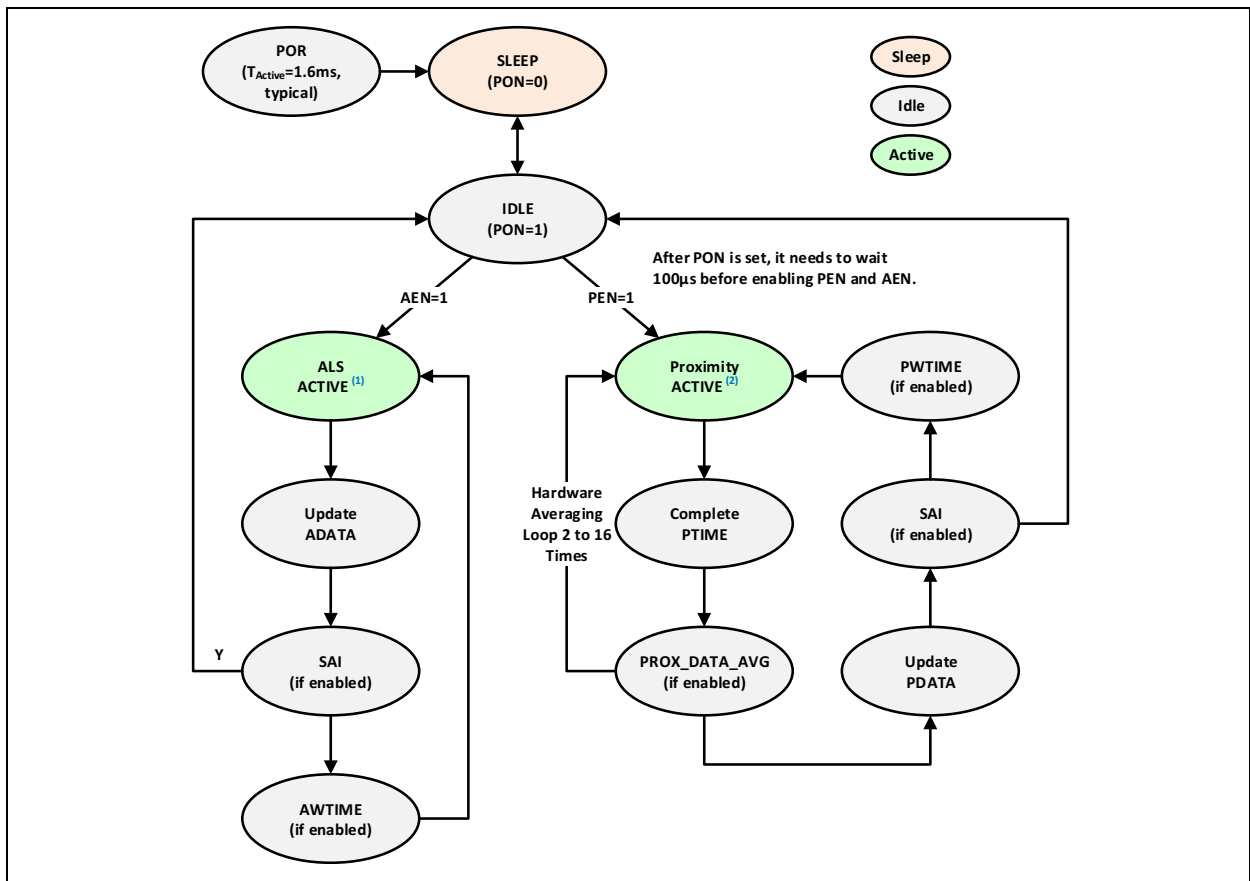 POR
(TActive=1.6ms,
typical)
SLEEP
(PON=0)
Sleep
Idle
Active
IDLE
(PON=1)
After PON is set, it needs to wait
100µs before enabling PEN and AEN.
AEN=1
PEN=1
ALS
ACTIVE (1)
Proximity
ACTIVE (2)
PWTIME
(if enabled)
Hardware
Averaging
Loop 2 to 16
Times
Update
ADATA
Complete
PTIME
SAI
(if enabled)
Y
SAI
(if enabled)
PROX_DATA_AVG
(if enabled)
Update
PDATA
AWTIME
(if enabled)